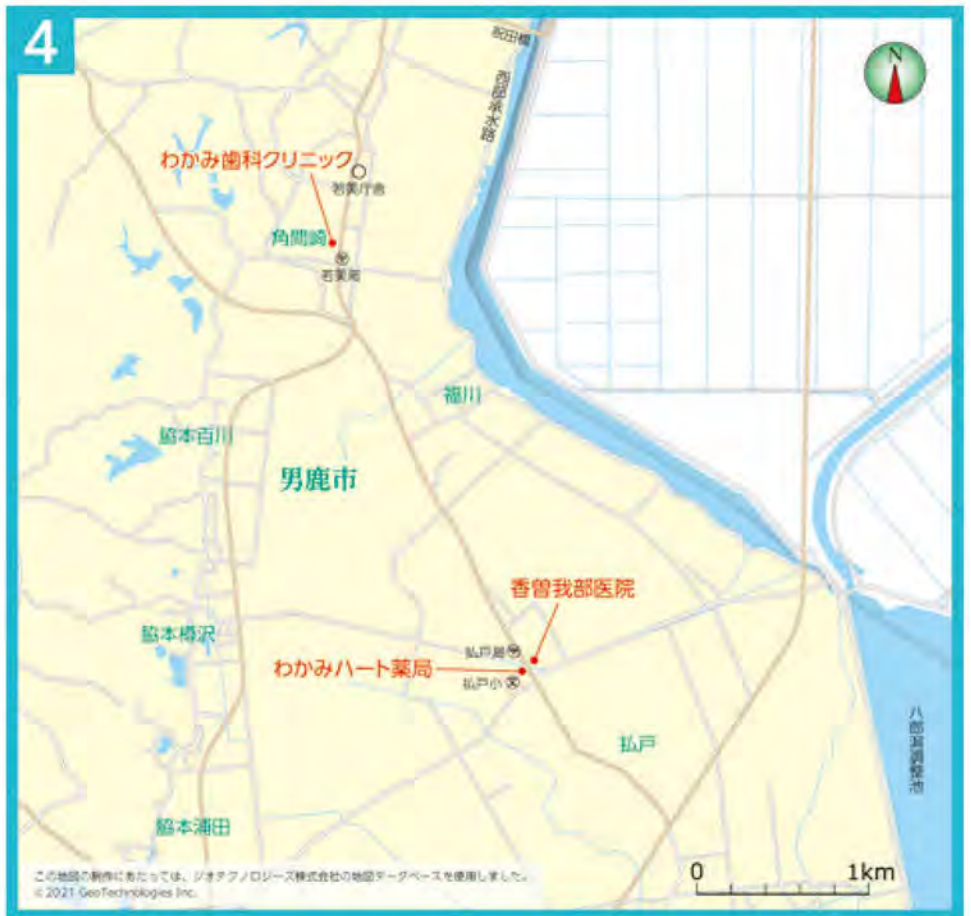 4
祝田橋
N
西部承水路
わかみ歯科クリニック
若美庁舎
角間崎
若美局
福川
脇本百川
男鹿市
香曽我部医院
脇本樽沢
払戸局
わかみハート薬局
払戸小
払戸
八郎潟調整池
脇本浦田
この地図の制作にあたっては、ジオテクノロジーズ株式会社の地図データベースを使用しました。
© 2021 GeoTechnologies Inc.
0 1km